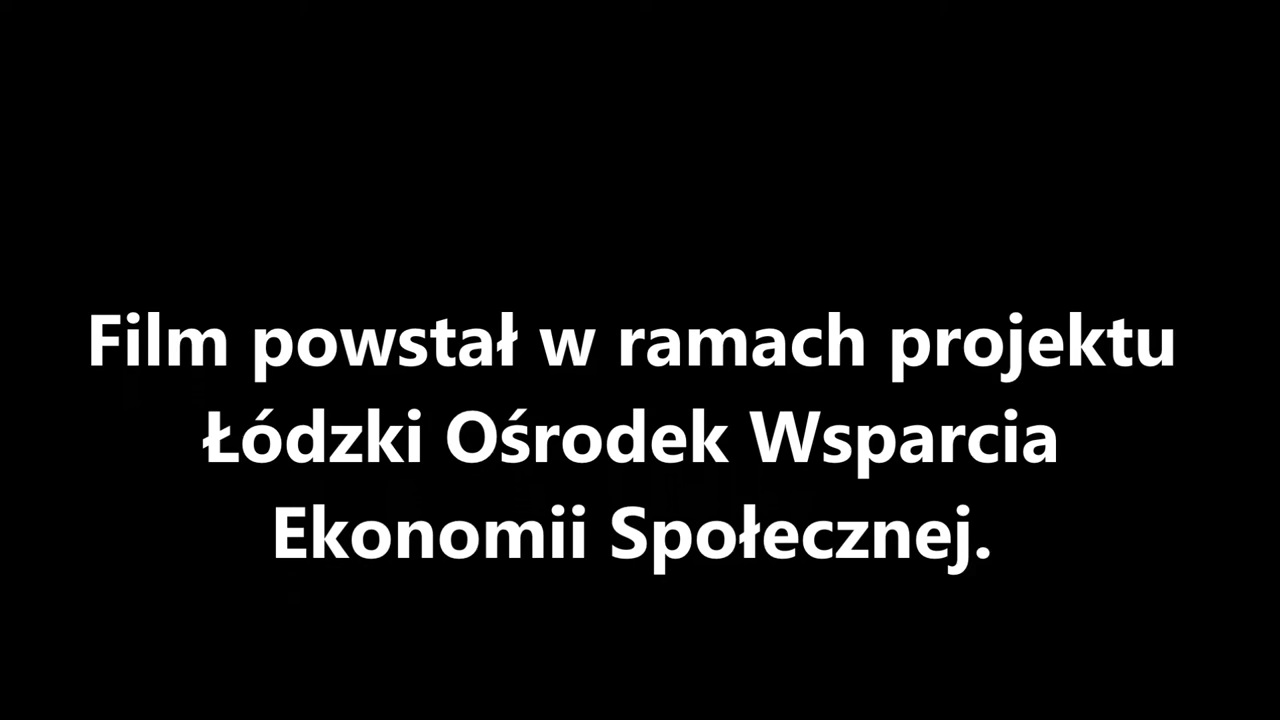 Film powstał w ramach projektu
Łódzki Ośrodek Wsparcia
Ekonomii Społecznej.